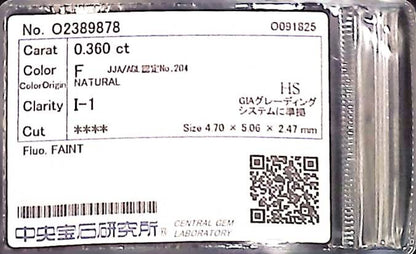 No. O2389878 O091825
Carat 0.360 ct
Color F JJA/AGL認定No.204
ColorOrigin NATURAL
HS
Clarity I-1 GIAグレーディング
システムに準拠
Cut **** Size 4.70 × 5.06 × 2.47 mm
Fluo. FAINT
中央宝石研究所® CENTRAL GEM
LABORATORY